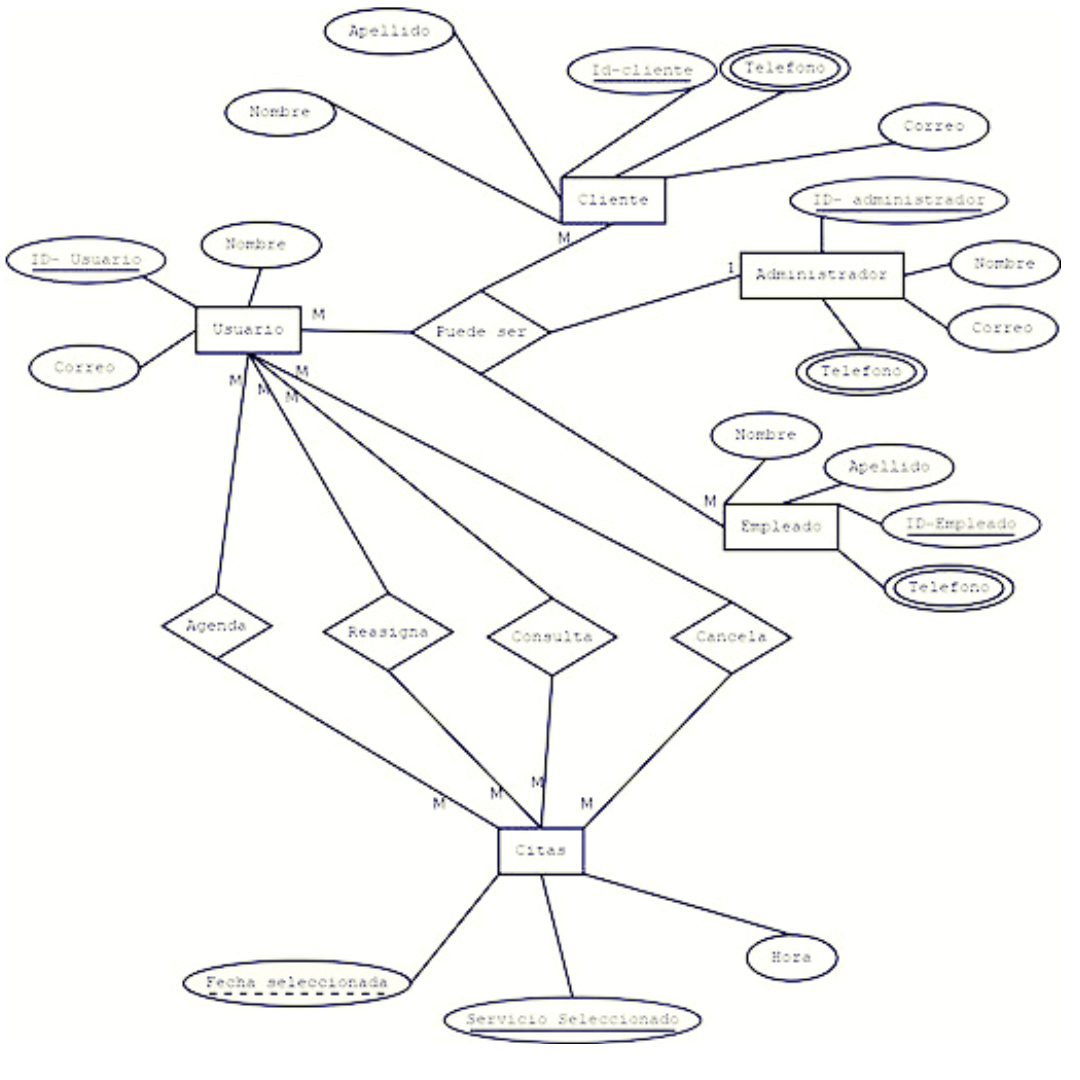 Apellido
Id-cliente
Telefono
Nombre
Correo
Cliente
ID- administrador
M
Nombre
ID- Usuario
1
Administrador
Nombre
M
Usuario
Puede ser
Correo
Correo
Telefono
M
M
M
M
Nombre
Apellido
M
Empleado
ID-Empleado
Telefono
Agenda
Reasigna
Consulta
Cancela
M
M
M
M
Citas
Hora
Fecha seleccionada
Servicio Seleccionado